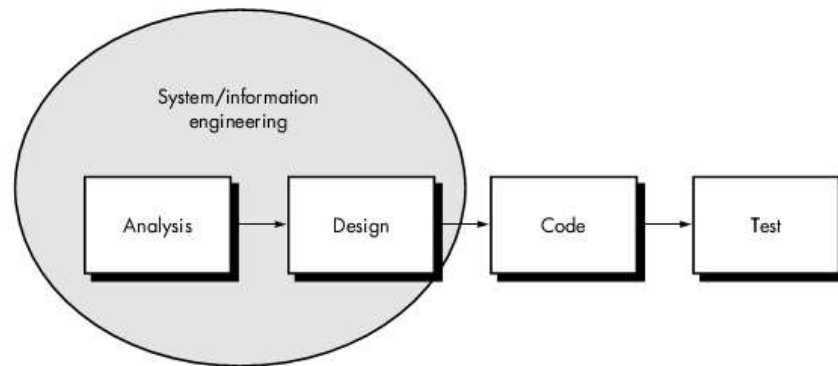 System/information
engineering
Analysis
Design
Code
Test